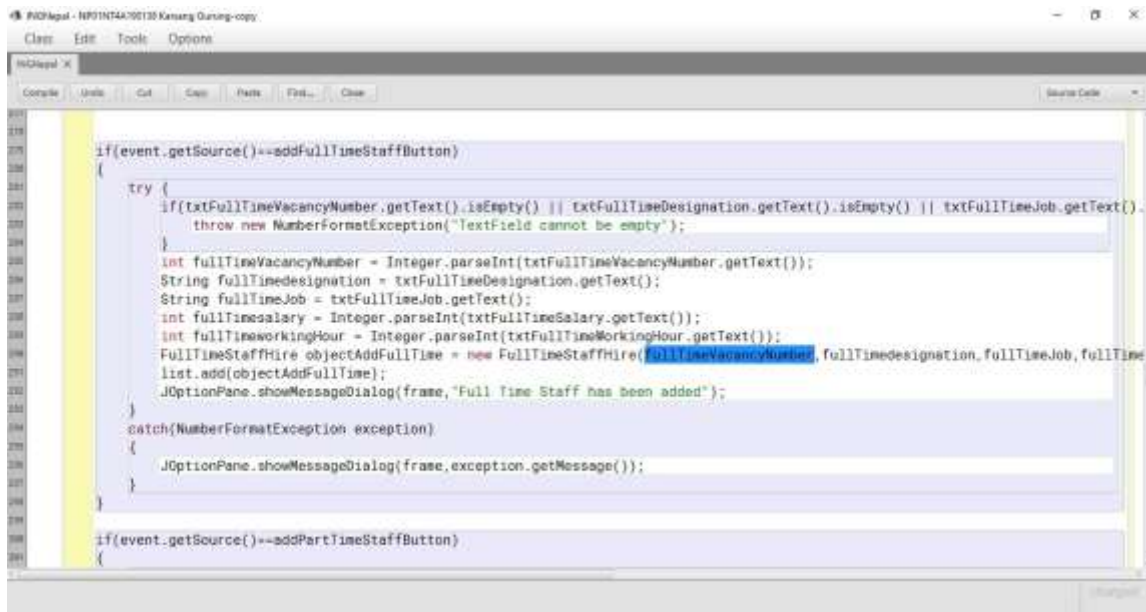 Class Edit Tools Options
INGNepal X
Compile Undo Cut Copy Paste Find... Close Source Code
if(event.getSource()==addFullTimeStaffButton)
{
try {
if(txtFullTimeVacancyNumber.getText().isEmpty() || txtFullTimeDesignation.getText().isEmpty() || txtFullTimeJob.getText().
throw new NumberFormatException("TextField cannot be empty");
}
int fullTimeVacancyNumber = Integer.parseInt(txtFullTimeVacancyNumber.getText());
String fullTimedesignation = txtFullTimeDesignation.getText();
String fullTimeJob = txtFullTimeJob.getText();
int fullTimesalary = Integer.parseInt(txtFullTimeSalary.getText());
int fullTimeworkingHour = Integer.parseInt(txtFullTimeWorkingHour.getText());
FullTimeStaffHire objectAddFullTime = new FullTimeStaffHire(fullTimeVacancyNumber,fullTimedesignation,fullTimeJob,fullTime
list.add(objectAddFullTime);
JOptionPane.showMessageDialog(frame,"Full Time Staff has been added");
}
catch(NumberFormatException exception)
{
JOptionPane.showMessageDialog(frame,exception.getMessage());
}
}
if(event.getSource()==addPartTimeStaffButton)
{
changed